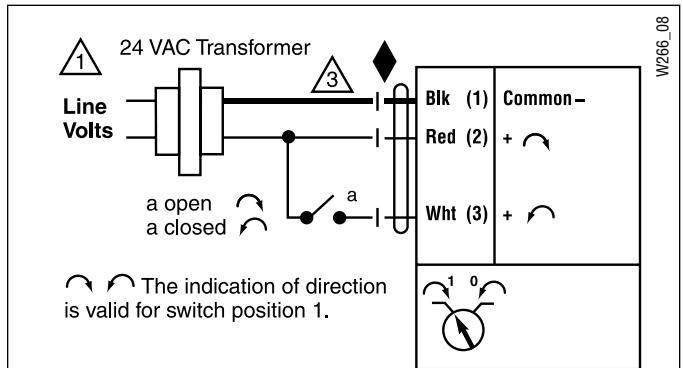 W266_08
1
24 VAC Transformer
3
Line
Volts
Blk (1) Common –
Red (2) +
a
Wht (3) +
a open
a closed
The indication of direction
is valid for switch position 1.
1 0